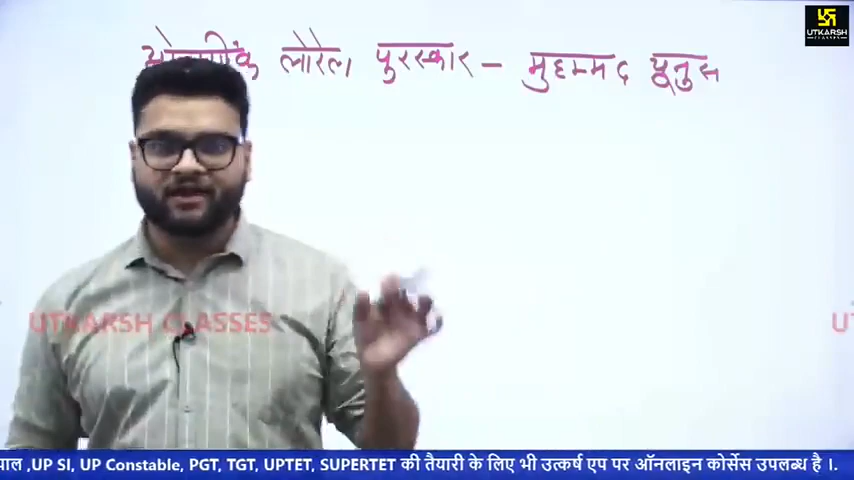 लौरेल पुरस्कार – मुहम्मद यूनुस
UTKARSH
CLASSES
UTKARSH CLASSES
UT
पाल ,UP SI, UP Constable, PGT, TGT, UPTET, SUPERTET की तैयारी के लिए भी उत्कर्ष एप पर ऑनलाइन कोर्सेस उपलब्ध है ।